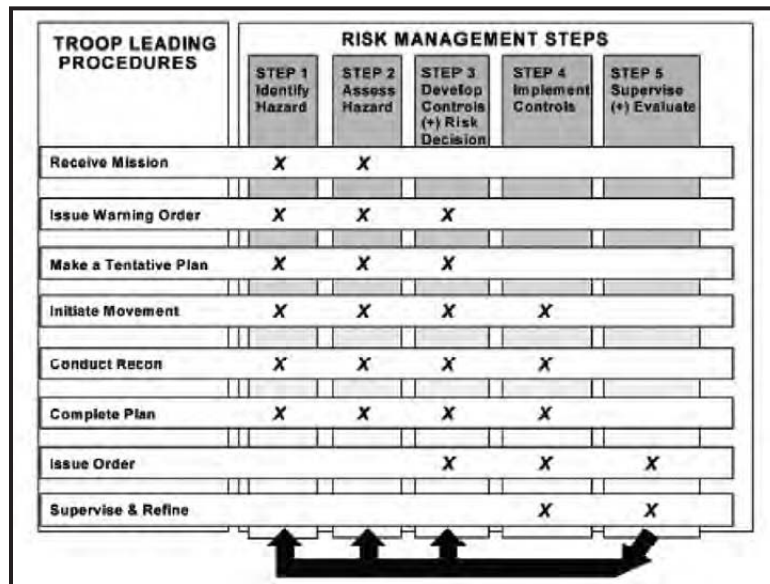 TROOP LEADING
PROCEDURES
RISK MANAGEMENT STEPS
STEP 1
Identify
Hazard
STEP 2
Assess
Hazard
STEP 3
Develop
Controls
(+) Risk
Decision
STEP 4
Implement
Controls
STEP 5
Supervise
(+) Evaluate
Receive Mission X X
Issue Warning Order X X X
Make a Tentative Plan X X X
Initiate Movement X X X X
Conduct Recon X X X X
Complete Plan X X X X
Issue Order X X X
Supervise & Refine X X